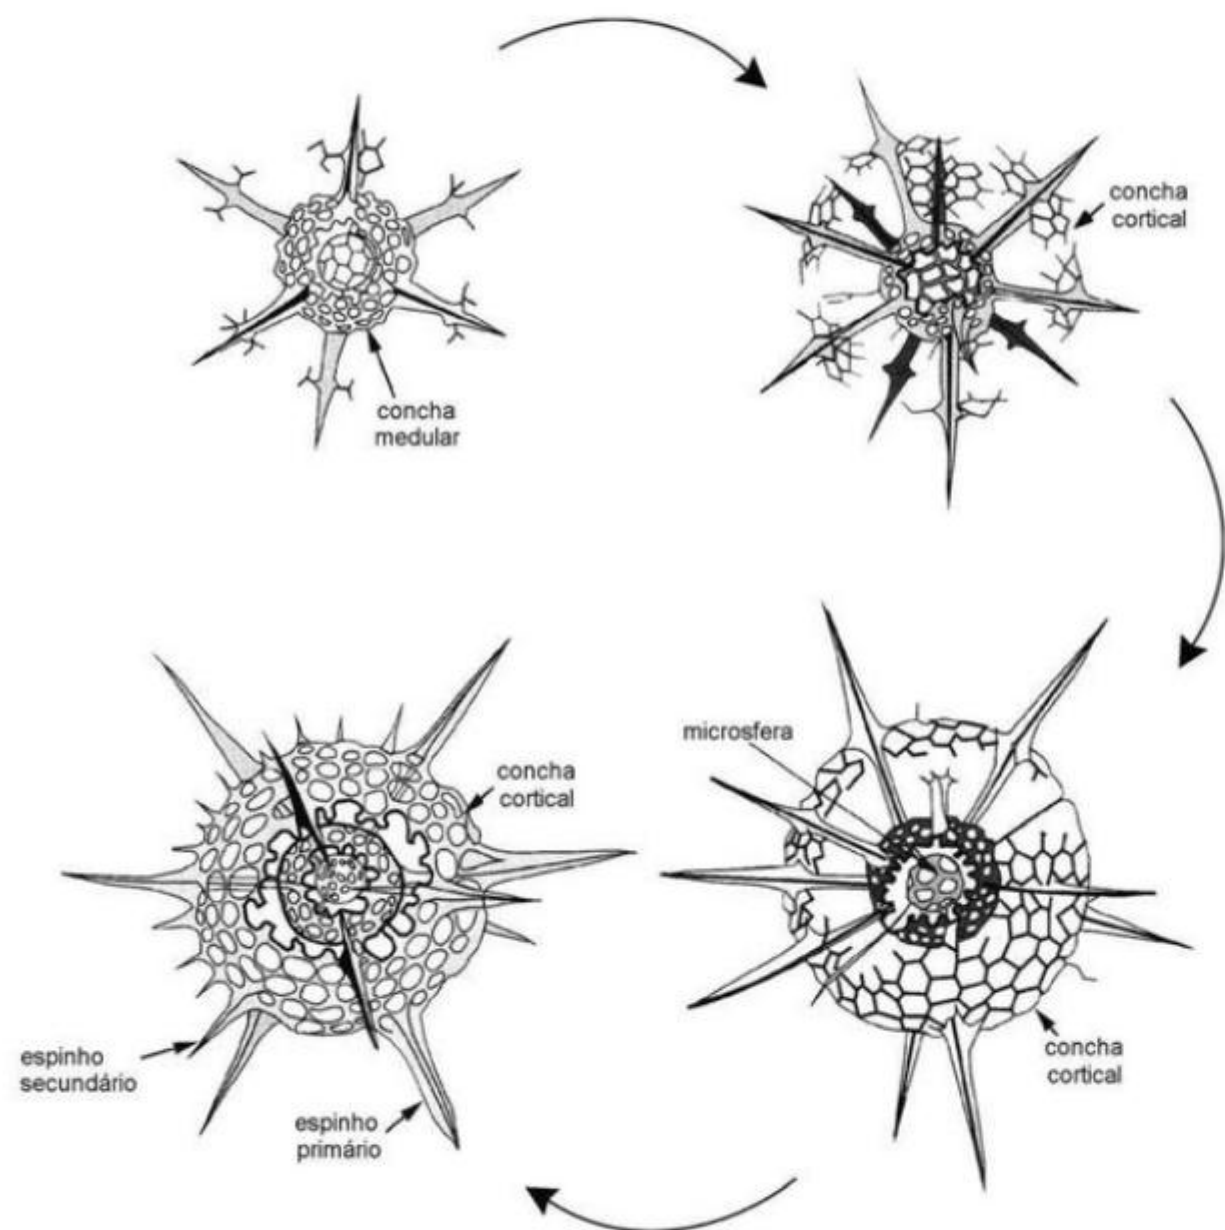 concha
cortical
concha
medular
microsfera
concha
cortical
concha
cortical
espinho
secundário
espinho
primário